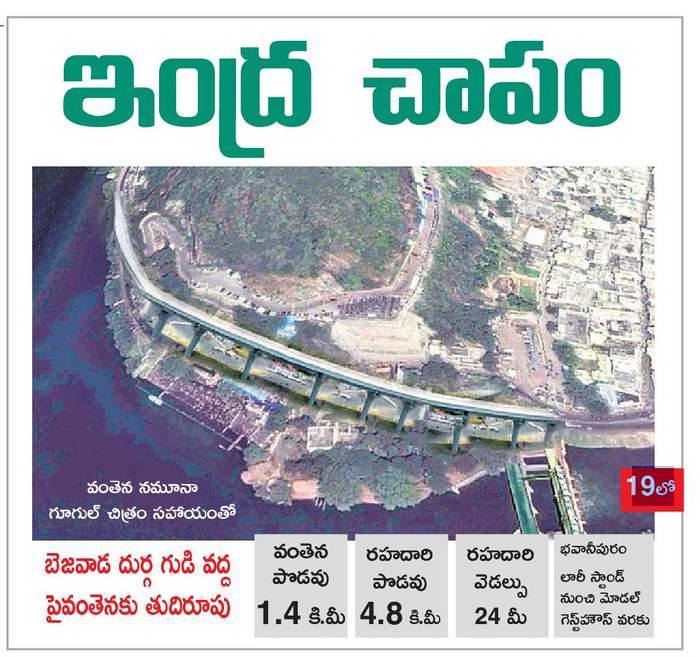 ఇంద్ర చాపం
వంతెన నమూనా
గూగుల్ చిత్రం సహాయంతో
19లో
బెజవాడ దుర్గ గుడి వద్ద
పైవంతెనకు తుదిరూపు
వంతెన
పొడవు
1.4 కి.మీ
రహదారి
పొడవు
4.8 కి.మీ
రహదారి
వెడల్పు
24 మీ
భవానీపురం
లారీ స్టాండ్
నుంచి మోడల్
గెస్ట్‌హౌస్ వరకు